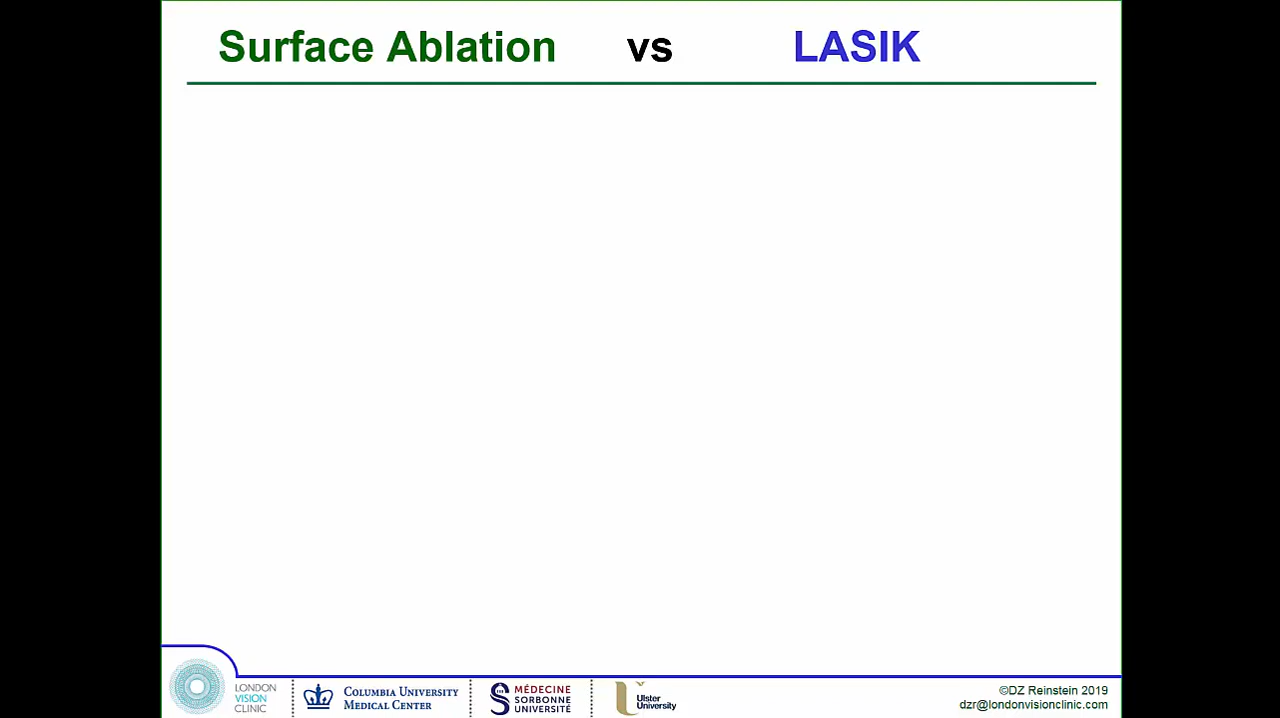 Surface Ablation vs LASIK
LONDON
VISION
CLINIC
COLUMBIA UNIVERSITY
MEDICAL CENTER
MÉDECINE
SORBONNE
UNIVERSITÉ
Ulster
University
©DZ Reinstein 2019
dzr@londonvisionclinic.com